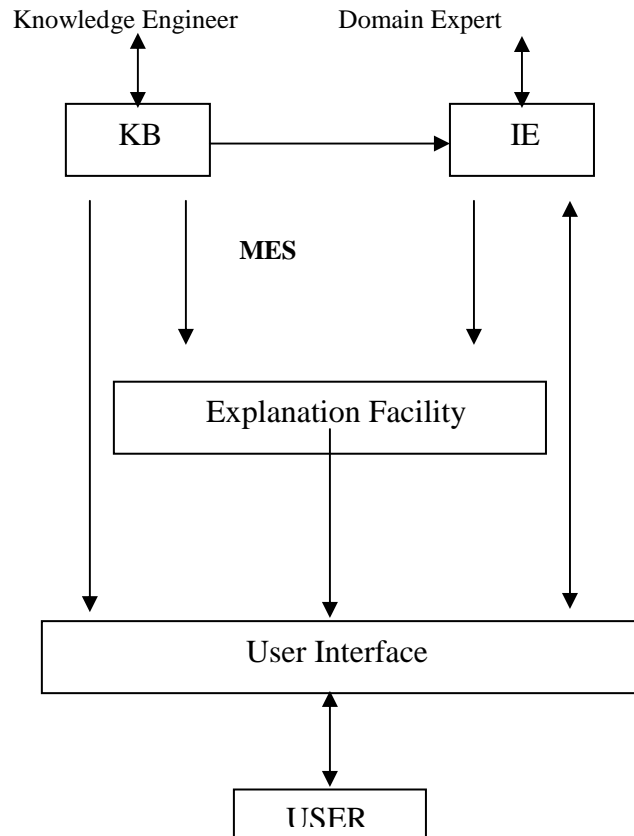 Knowledge Engineer
Domain Expert
KB
IE
MES
Explanation Facility
User Interface
USER